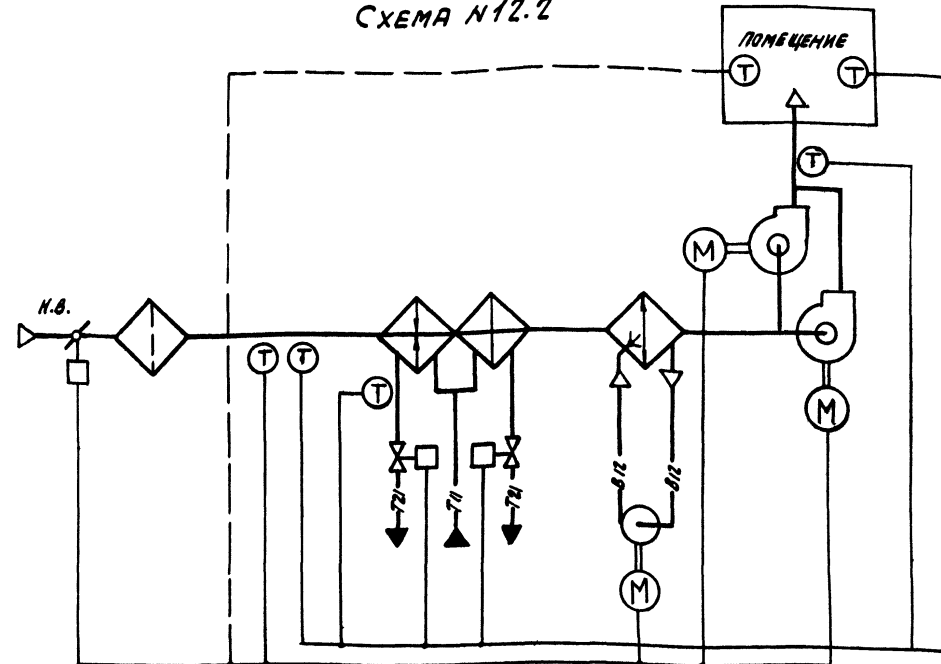 СХЕМА N12.2
ПОМЕЩЕНИЕ
Т
Т
Т
М
Н.В.
Т
Т
Т
М
Т21
Т11
Т21
В12
В12
М